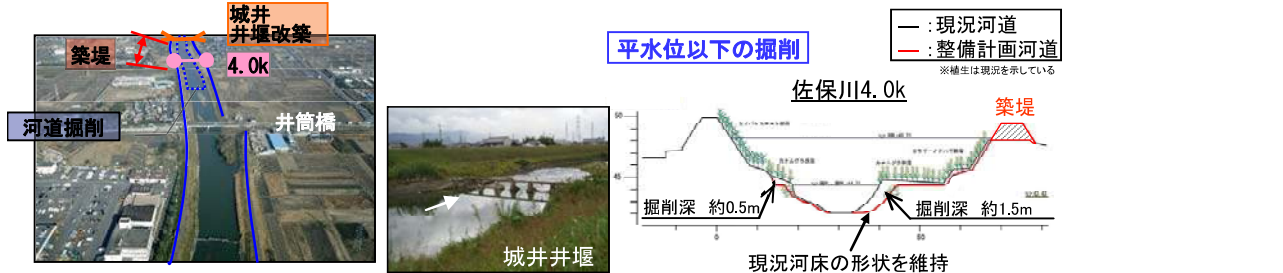 城井
井堰改築
築堤
4.0k
河道掘削
井筒橋
城井井堰
平水位以下の掘削
― : 現況河道
― : 整備計画河道
※植生は現況を示している
佐保川4.0k
築堤
50
45
掘削深 約0.5m
掘削深 約1.5m
0
50
現況河床の形状を維持